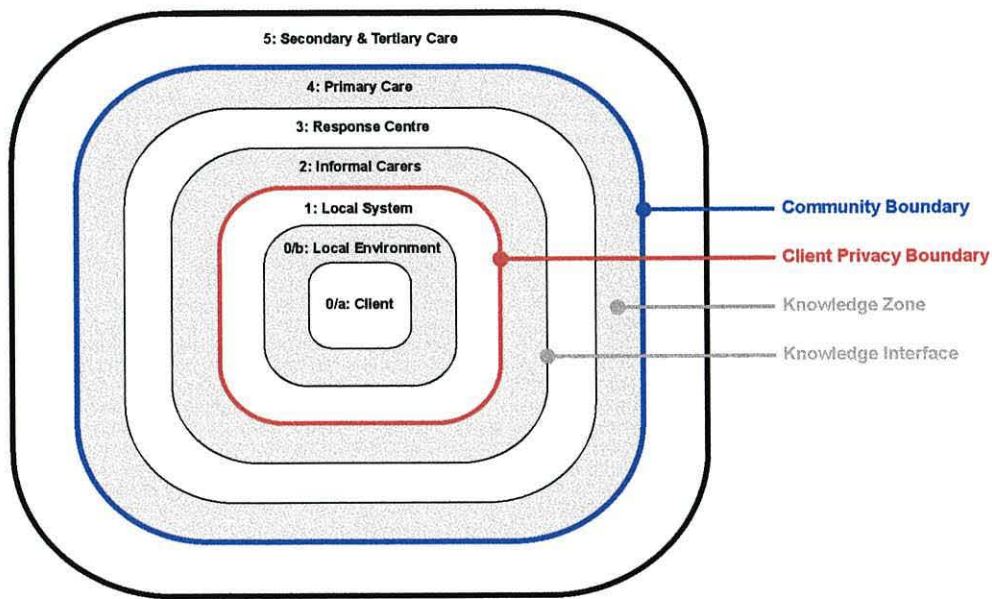 5: Secondary & Tertiary Care
4: Primary Care
3: Response Centre
2: Informal Carers
1: Local System
0/b: Local Environment
0/a: Client
Community Boundary
Client Privacy Boundary
Knowledge Zone
Knowledge Interface